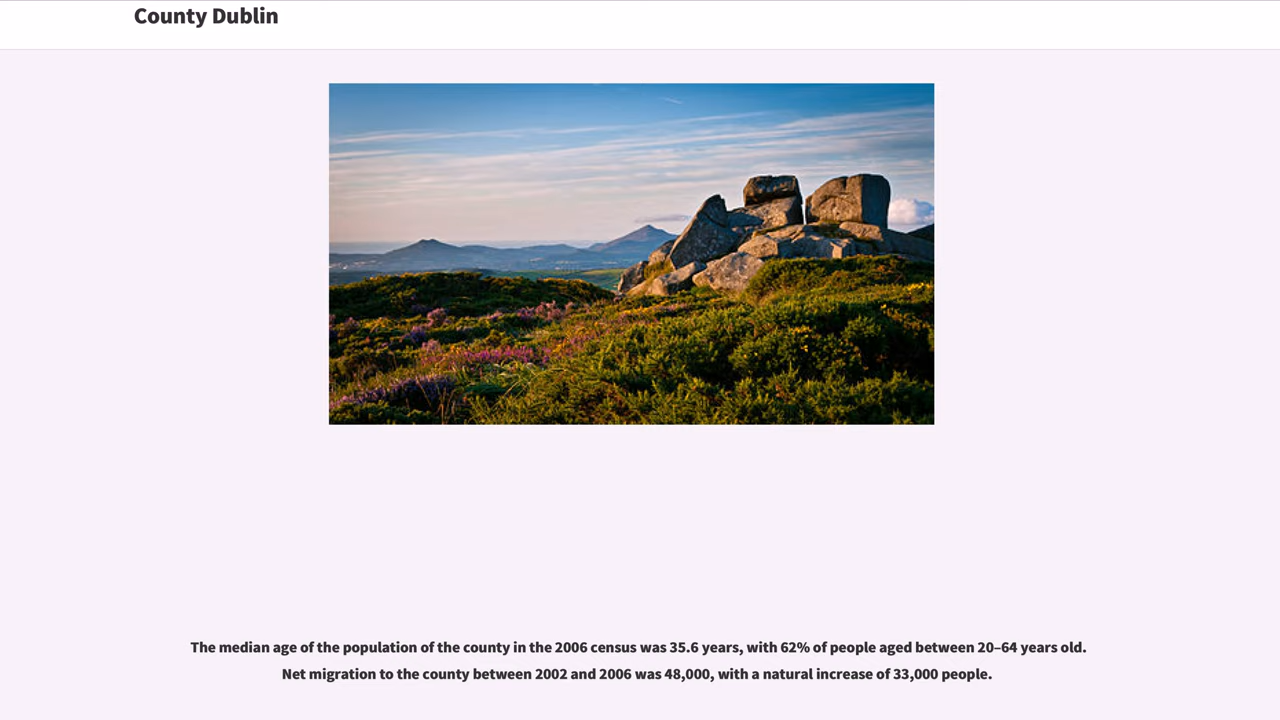 County Dublin
The median age of the population of the county in the 2006 census was 35.6 years, with 62% of people aged between 20–64 years old.
Net migration to the county between 2002 and 2006 was 48,000, with a natural increase of 33,000 people.